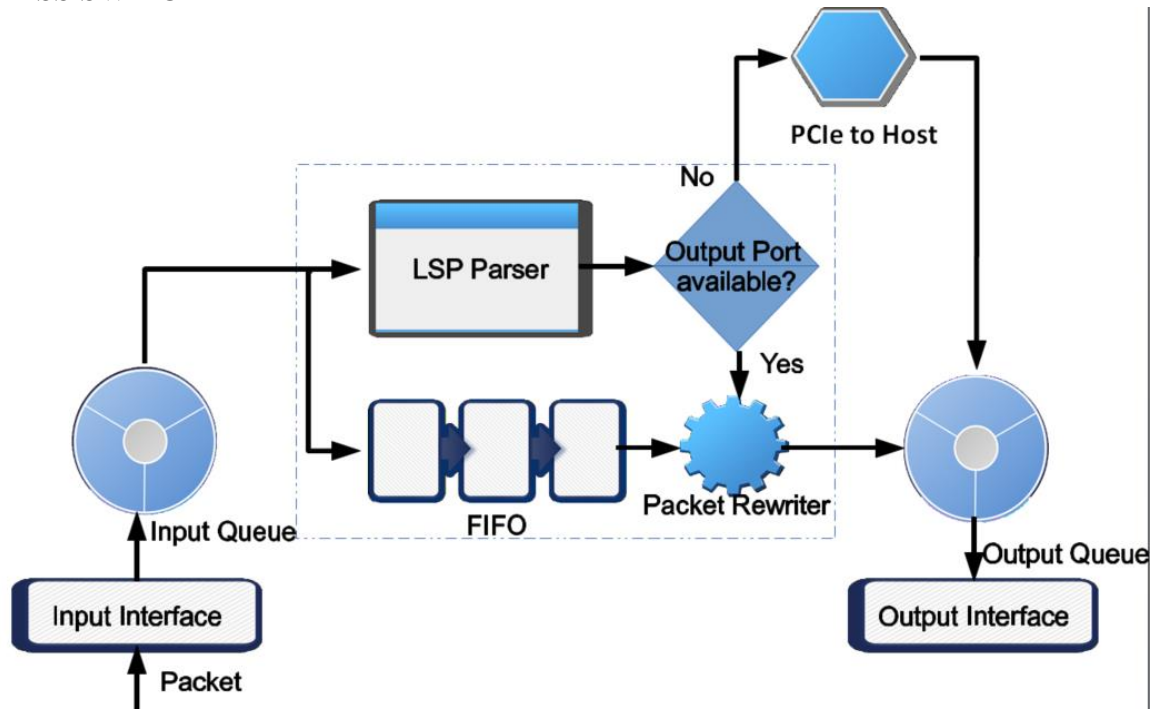 PCIe to Host
No
LSP Parser
Output Port
available?
Yes
Input Queue
FIFO
Packet Rewriter
Output Queue
Input Interface
Output Interface
Packet